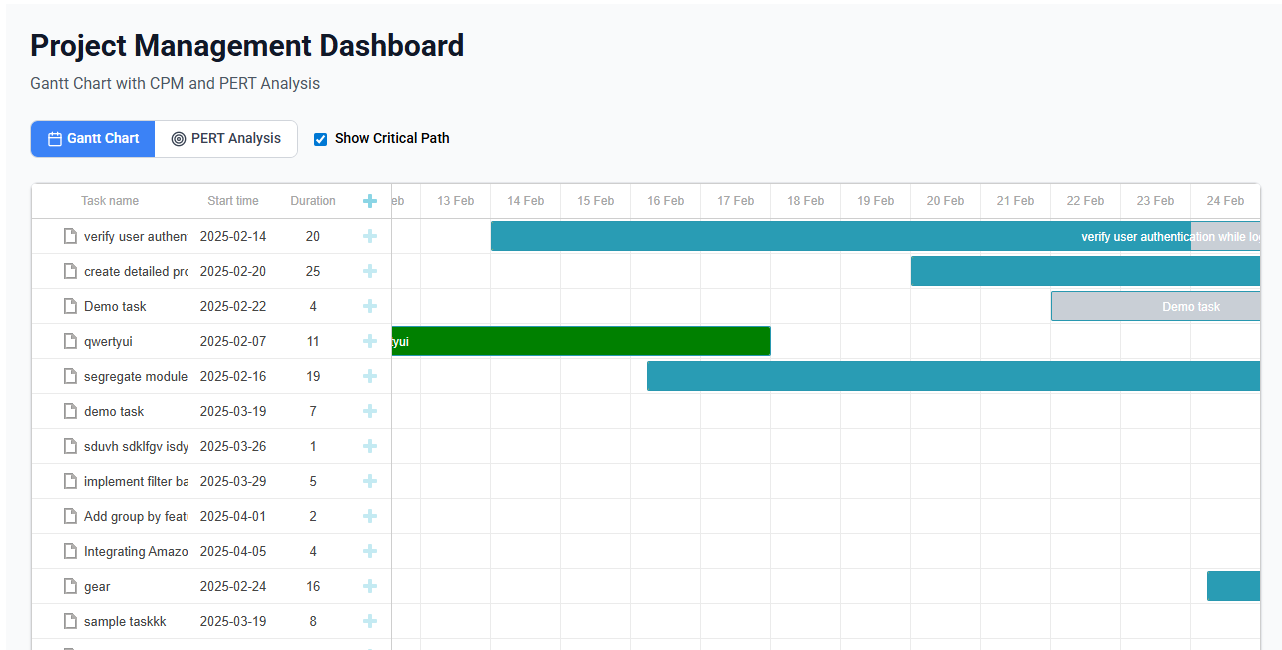 Project Management Dashboard
Gantt Chart with CPM and PERT Analysis
Gantt Chart PERT Analysis Show Critical Path
Task name Start time Duration eb 13 Feb 14 Feb 15 Feb 16 Feb 17 Feb 18 Feb 19 Feb 20 Feb 21 Feb 22 Feb 23 Feb 24 Feb
verify user authen 2025-02-14 20 verify user authentication while lo
create detailed pro 2025-02-20 25
Demo task 2025-02-22 4 Demo task
qwertyui 2025-02-07 11 tyui
segregate module 2025-02-16 19
demo task 2025-03-19 7
sduvh sdklfgv isdy 2025-03-26 1
implement filter ba 2025-03-29 5
Add group by feat 2025-04-01 2
Integrating Amazo 2025-04-05 4
gear 2025-02-24 16
sample taskkk 2025-03-19 8